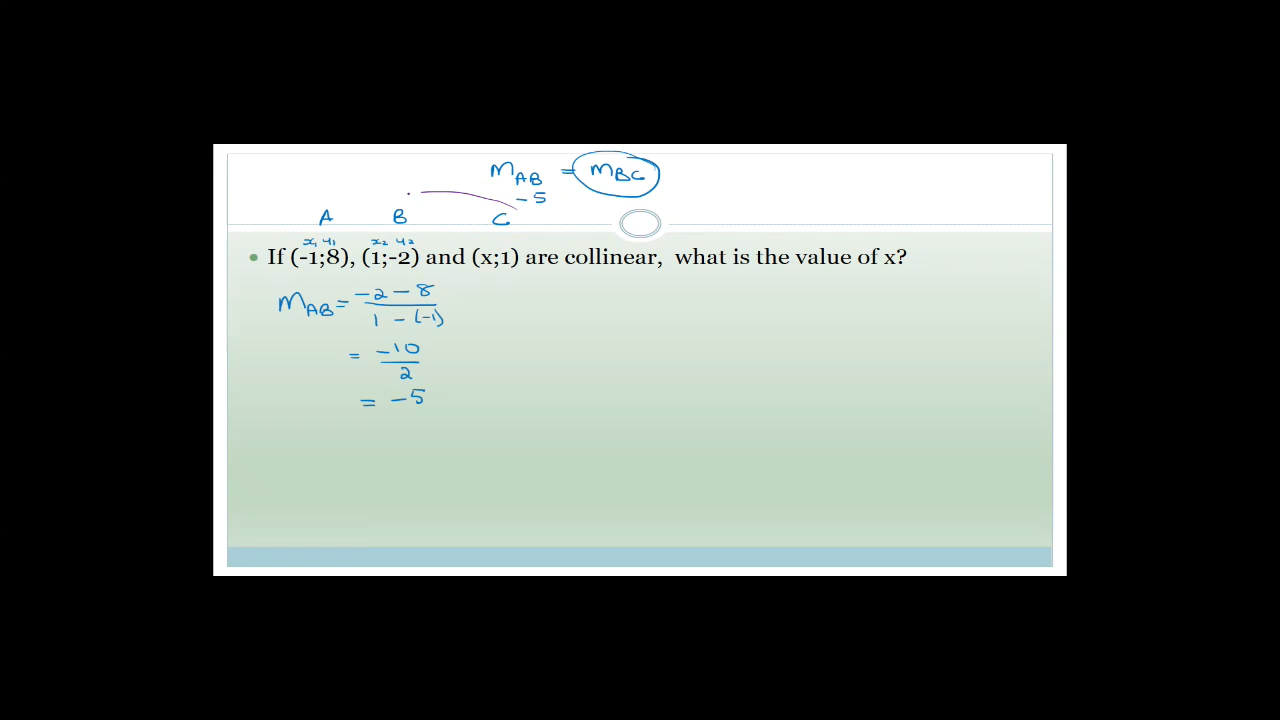 M_AB = M_BC
-5
A B C
x₁ y₁ x₂ y₂
• If (-1;8), (1;-2) and (x;1) are collinear, what is the value of x?
M_AB = (-2 - 8)/(1 - (-1))
= -10/2
= -5